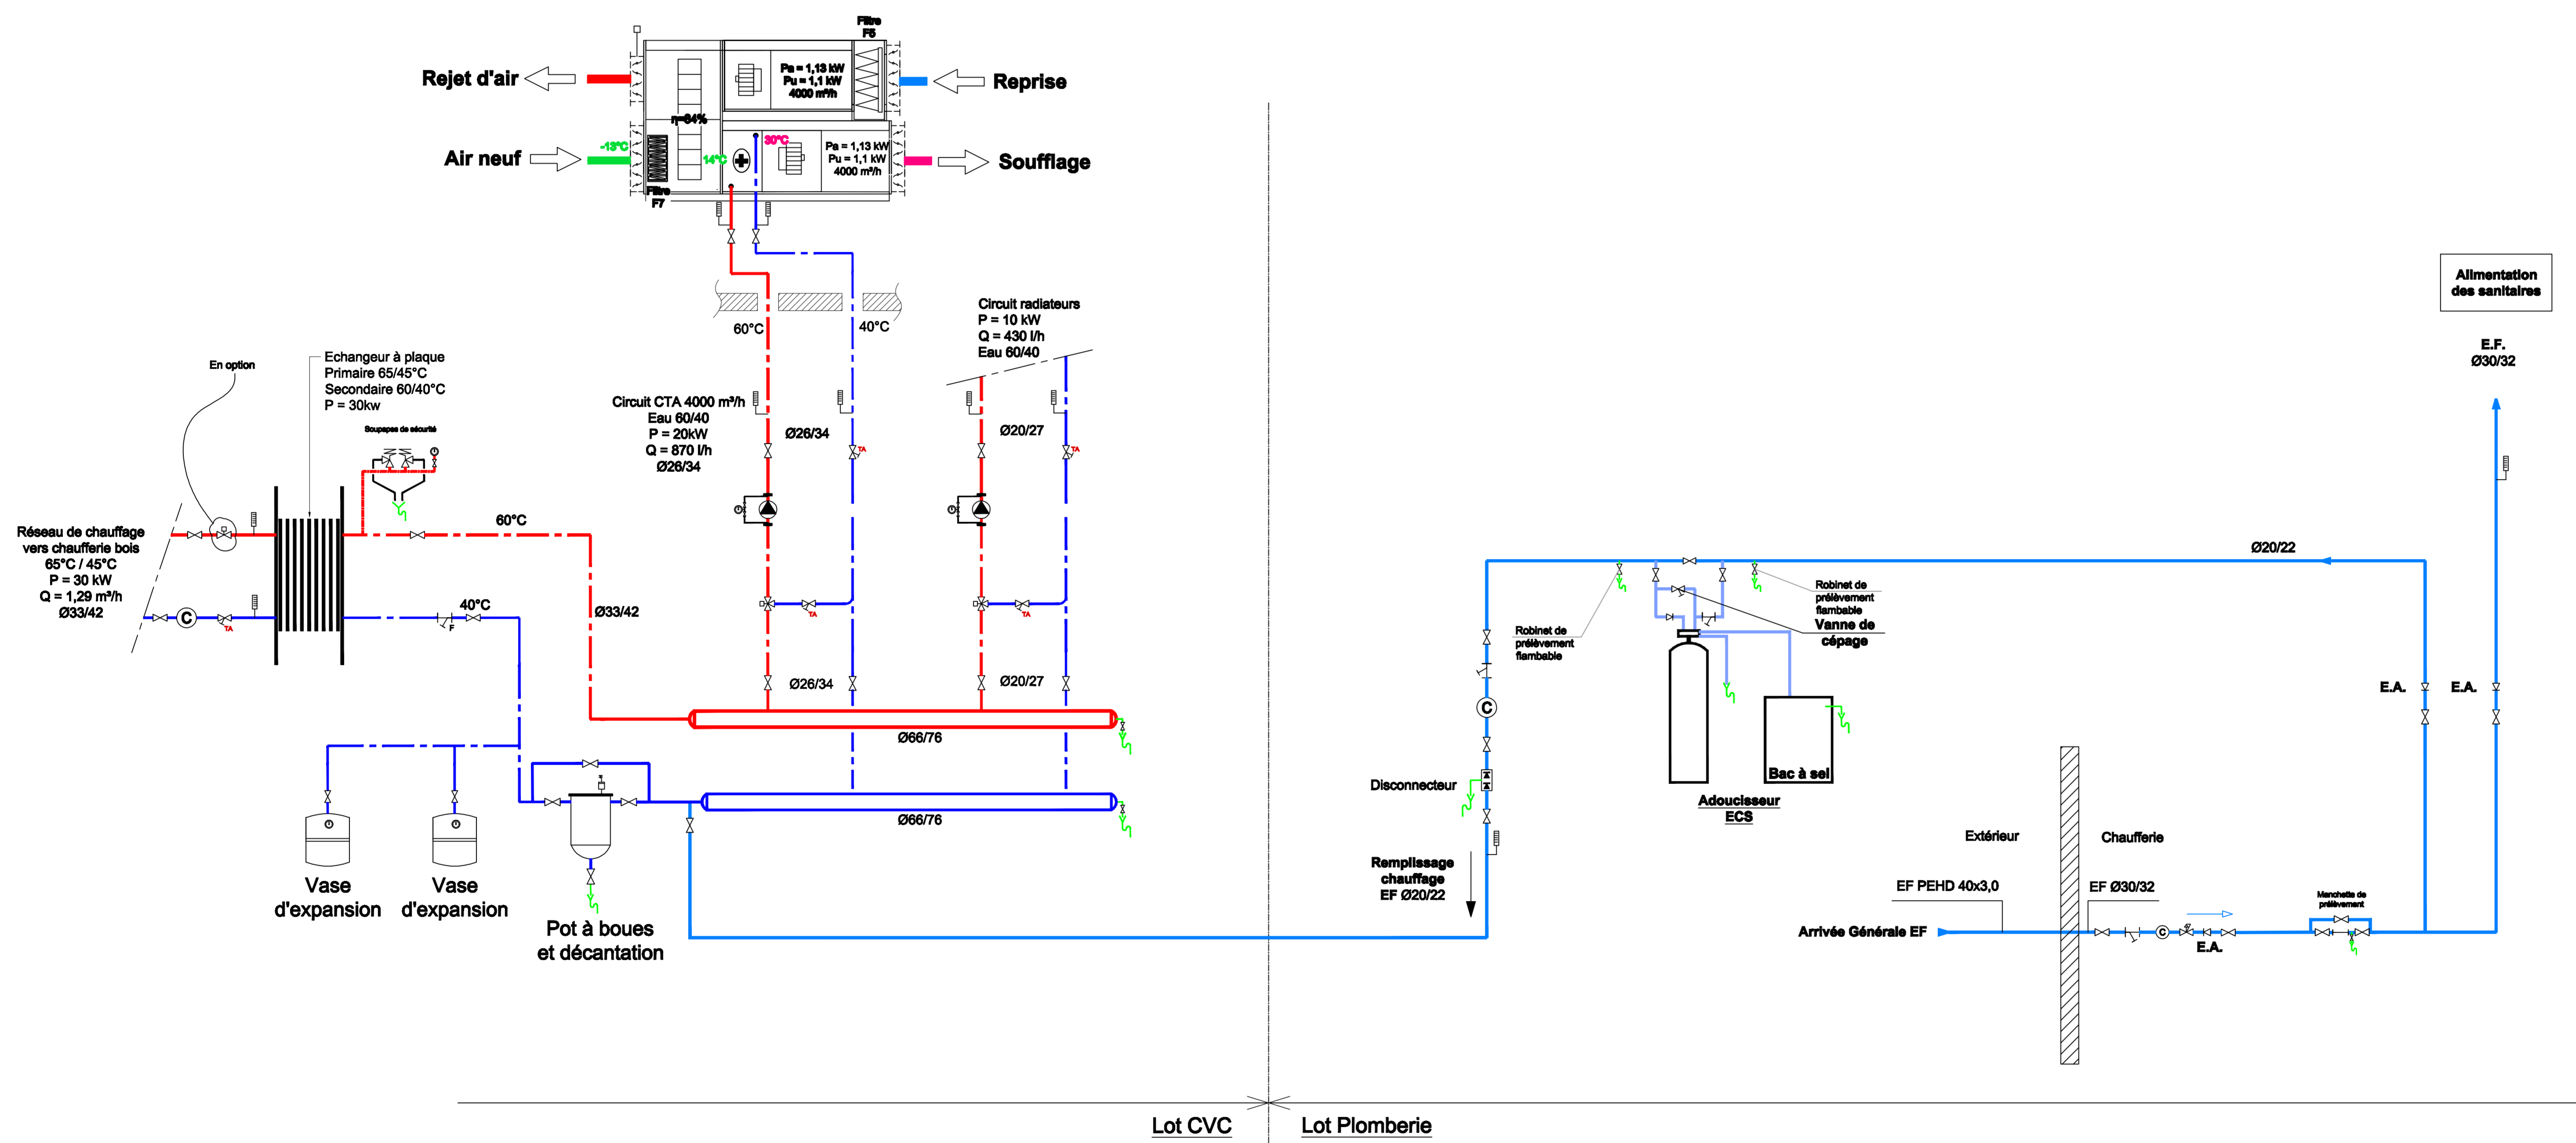 Filtre
F5
Rejet d'air
Pa = 1,13 kW
Pu = 1,1 kW
4000 m³/h
Reprise
η=84%
Air neuf
-13°C
14°C
30°C
Pa = 1,13 kW
Pu = 1,1 kW
4000 m³/h
Soufflage
Filtre
F7
60°C
40°C
Circuit radiateurs
P = 10 kW
Q = 430 l/h
Eau 60/40
En option
Echangeur à plaque
Primaire 65/45°C
Secondaire 60/40°C
P = 30kw
Soupapes de sécurité
Circuit CTA 4000 m³/h
Eau 60/40
P = 20kW
Q = 870 l/h
Ø26/34
Ø26/34
TA
Ø20/27
TA
Réseau de chauffage
vers chaufferie bois
65°C / 45°C
P = 30 kW
Q = 1,29 m³/h
Ø33/42
60°C
C
TA
40°C
F
Ø33/42
TA
TA
Ø26/34
Ø20/27
Ø66/76
Ø66/76
Vase
d'expansion
Vase
d'expansion
Pot à boues
et décantation
Alimentation
des sanitaires
E.F.
Ø30/32
Ø20/22
Robinet de
prélèvement
flambable
Vanne de
cépage
Robinet de
prélèvement
flambable
C
E.A.
E.A.
Disconnecteur
Bac à sel
Adoucisseur
ECS
Remplissage
chauffage
EF Ø20/22
Extérieur
Chaufferie
EF PEHD 40x3,0
EF Ø30/32
Manchette de
prélèvement
Arrivée Générale EF
C
E.A.
Lot CVC
Lot Plomberie